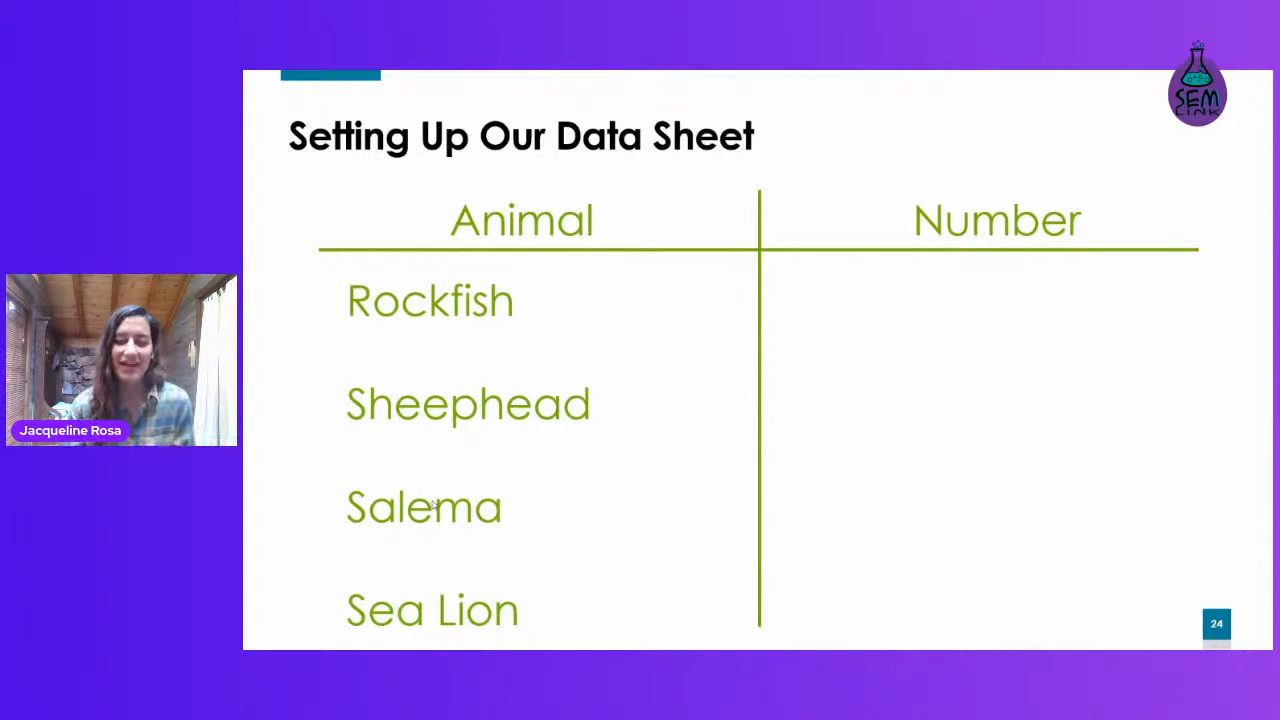 SEM
LINK
Setting Up Our Data Sheet
Animal Number
Rockfish
Sheephead
Salema
Sea Lion
Jacqueline Rosa
24